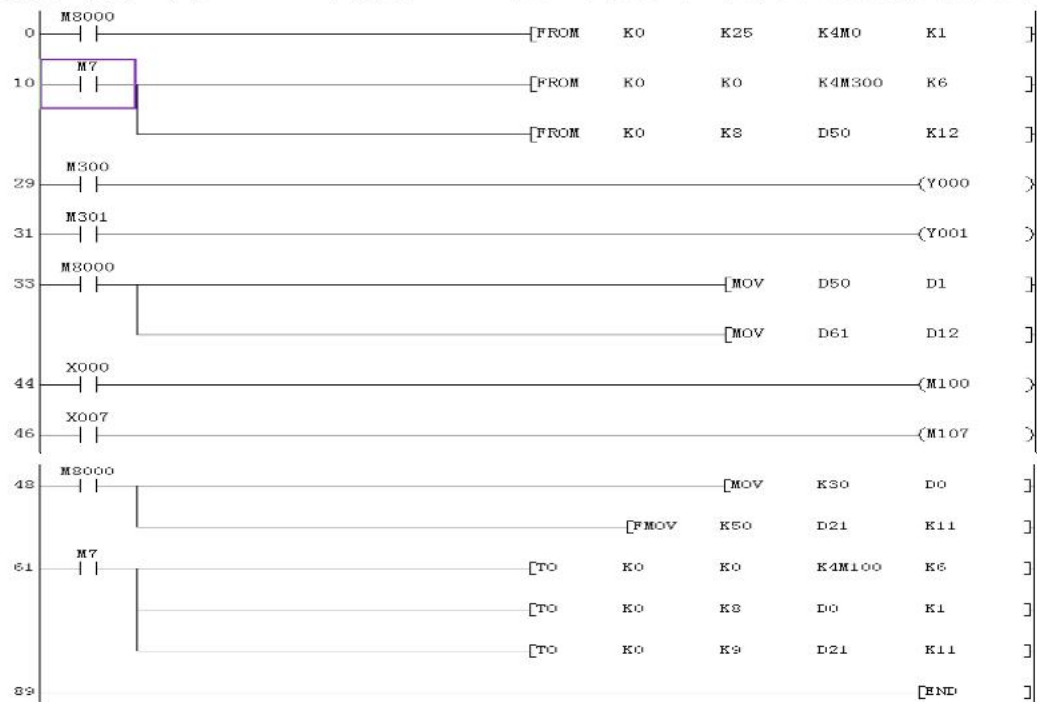 M8000
0 [FROM K0 K25 K4M0 K1 ]
M7
10 [FROM K0 K0 K4M300 K6 ]
[FROM K0 K8 D50 K12 ]
M300
29 (Y000 )
M301
31 (Y001 )
M8000
33 [MOV D50 D1 ]
[MOV D61 D12 ]
X000
44 (M100 )
X007
46 (M107 )
M8000
48 [MOV K30 D0 ]
[FMOV K50 D21 K11 ]
M7
61 [TO K0 K0 K4M100 K6 ]
[TO K0 K8 D0 K1 ]
[TO K0 K9 D21 K11 ]
89 [END ]